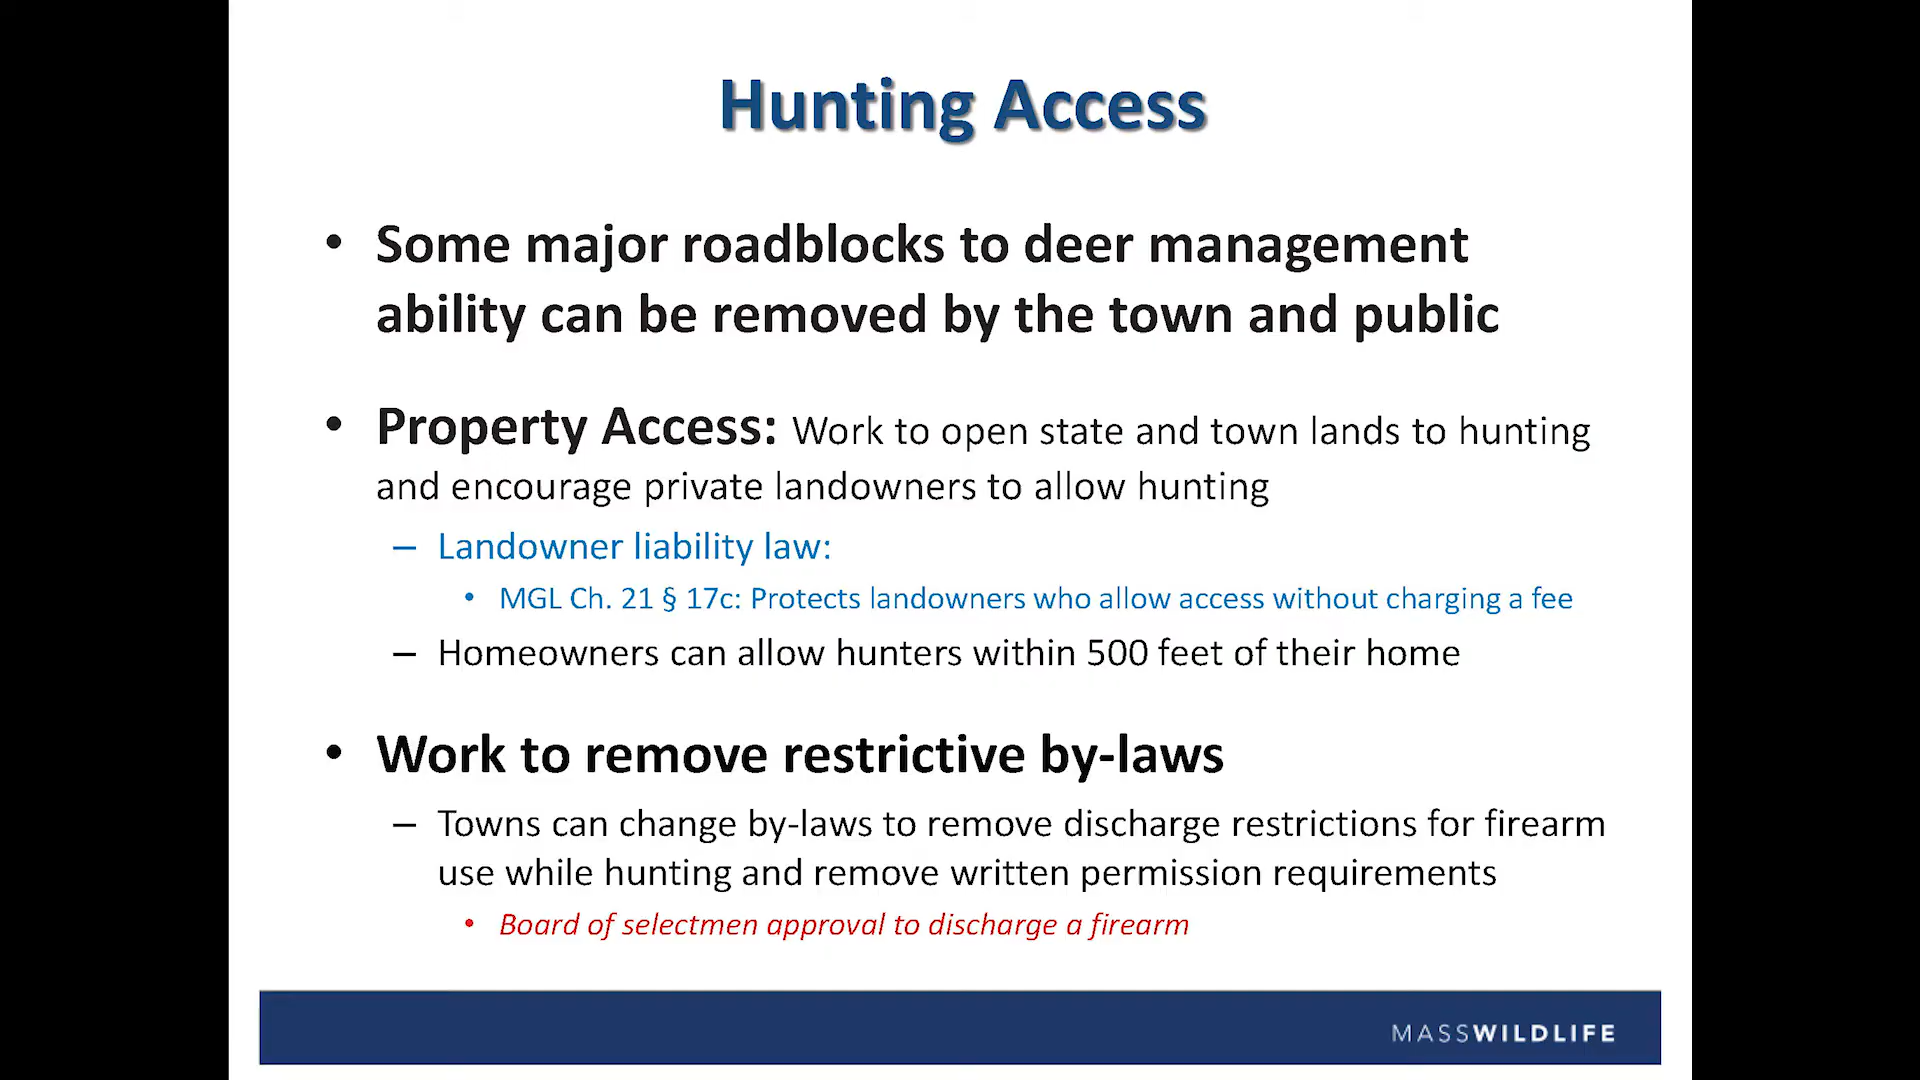 Hunting Access
• Some major roadblocks to deer management
ability can be removed by the town and public
• Property Access: Work to open state and town lands to hunting
and encourage private landowners to allow hunting
– Landowner liability law:
• MGL Ch. 21 § 17c: Protects landowners who allow access without charging a fee
– Homeowners can allow hunters within 500 feet of their home
• Work to remove restrictive by-laws
– Towns can change by-laws to remove discharge restrictions for firearm
use while hunting and remove written permission requirements
• Board of selectmen approval to discharge a firearm
MASSWILDLIFE